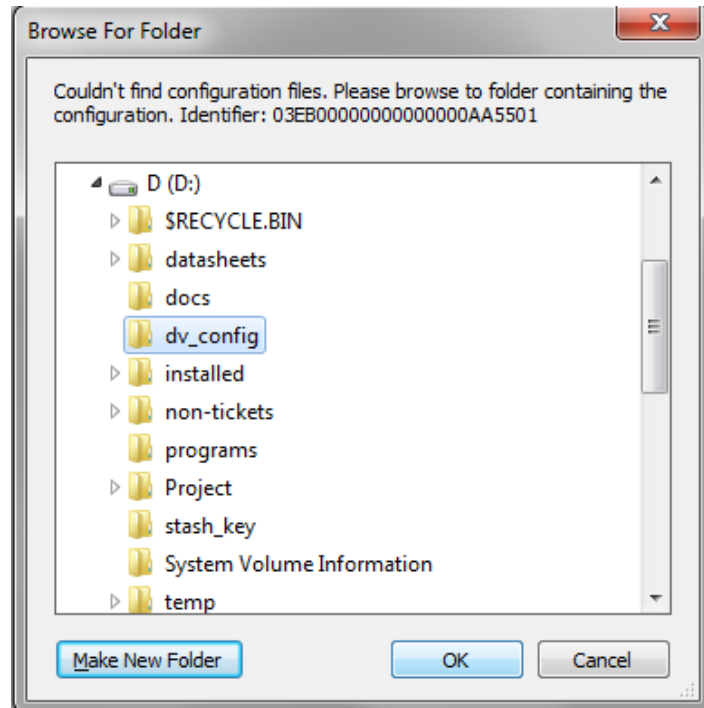 Browse For Folder
Couldn't find configuration files. Please browse to folder containing the
configuration. Identifier: 03EB00000000000000AA5501
D (D:)
$RECYCLE.BIN
datasheets
docs
dv_config
installed
non-tickets
programs
Project
stash_key
System Volume Information
temp
Make New Folder
OK
Cancel